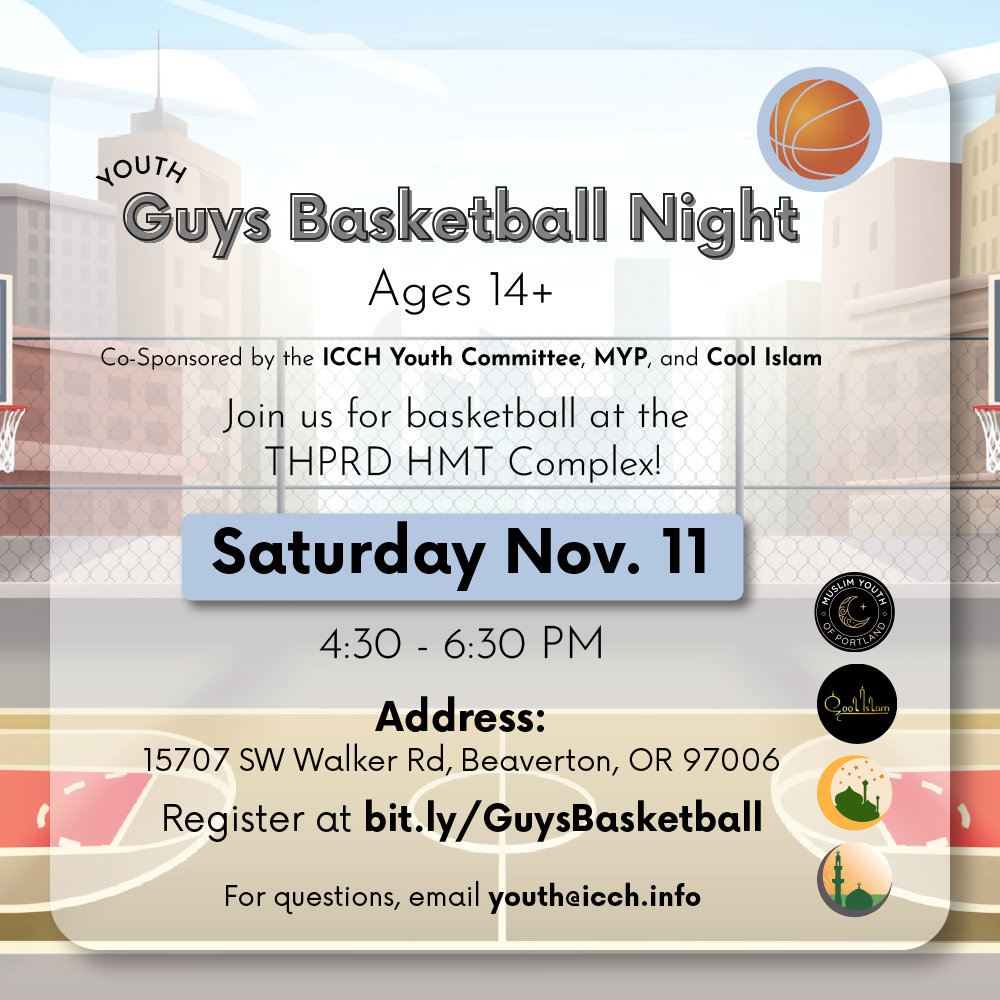 YOUTH
Guys Basketball Night
Ages 14+
Co-Sponsored by the ICCH Youth Committee, MYP, and Cool Islam
Join us for basketball at the
THPRD HMT Complex!
Saturday Nov. 11
4:30 - 6:30 PM
MUSLIM YOUTH
OF PORTLAND
Cool Islam
Address:
15707 SW Walker Rd, Beaverton, OR 97006
Register at bit.ly/GuysBasketball
For questions, email youth@icch.info